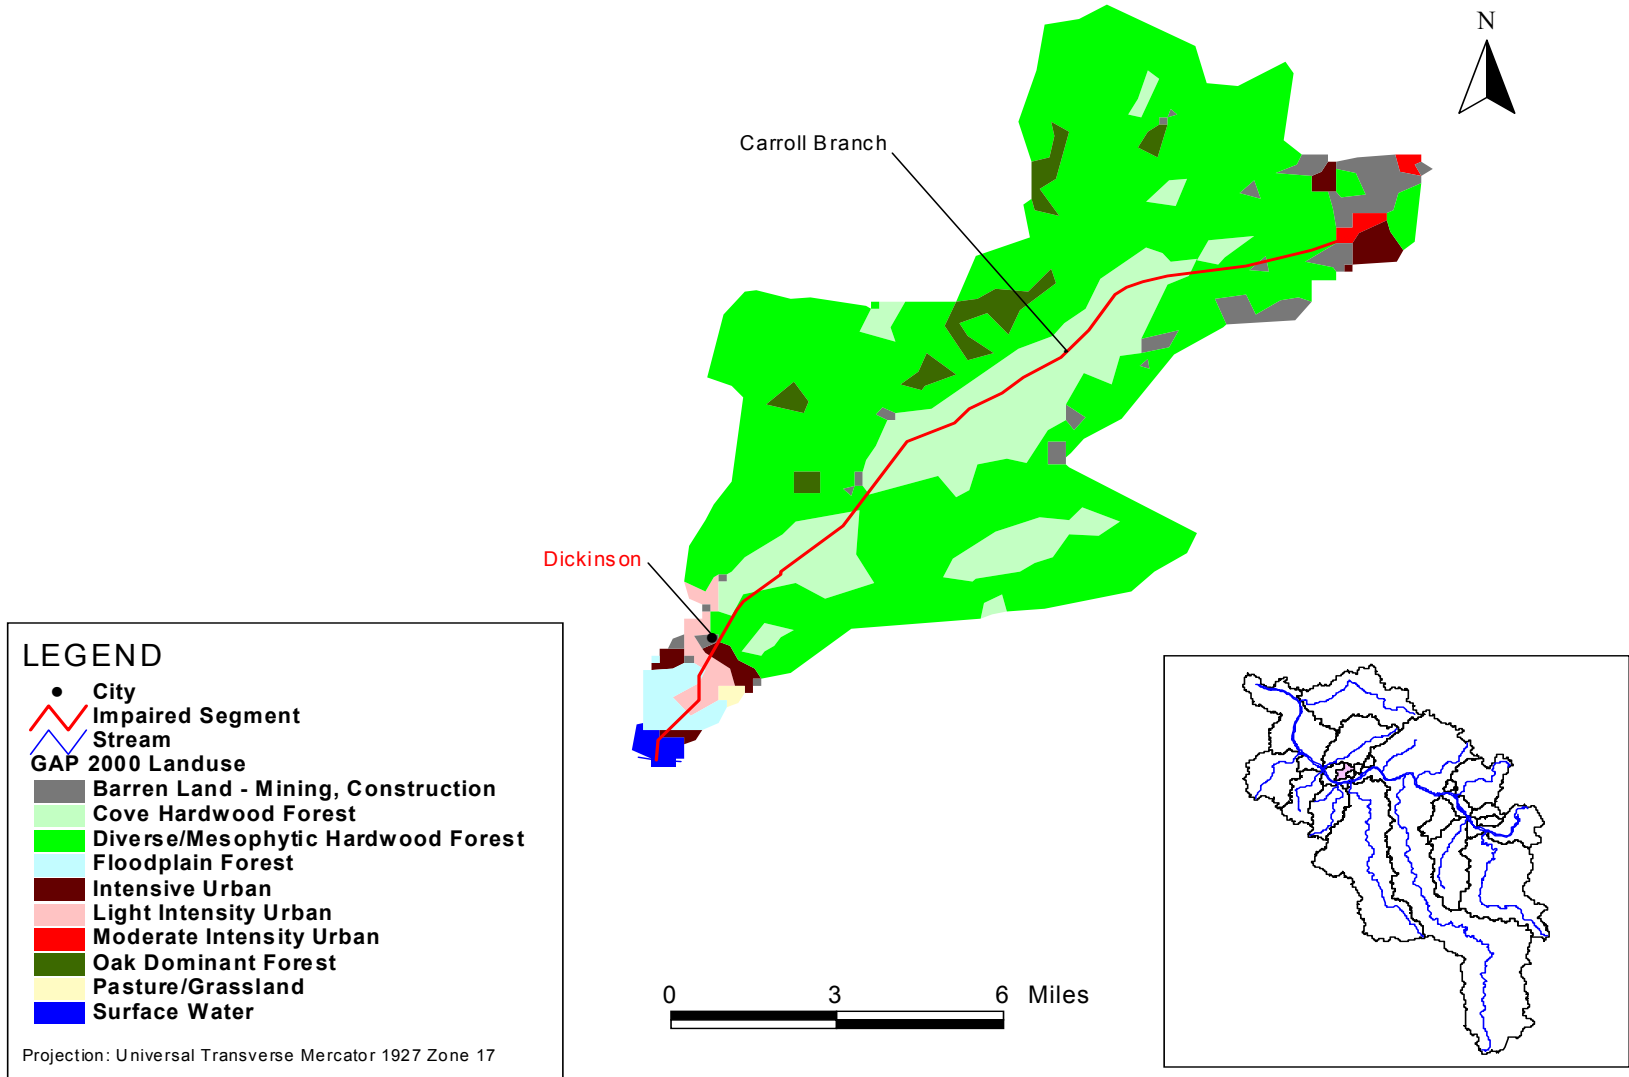 N
Carroll Branch
Dickinson
LEGEND
City
Impaired Segment
Stream
GAP 2000 Landuse
Barren Land - Mining, Construction
Cove Hardwood Forest
Diverse/Mesophytic Hardwood Forest
Floodplain Forest
Intensive Urban
Light Intensity Urban
Moderate Intensity Urban
Oak Dominant Forest
Pasture/Grassland
Surface Water
Projection: Universal Transverse Mercator 1927 Zone 17
0 3 6 Miles